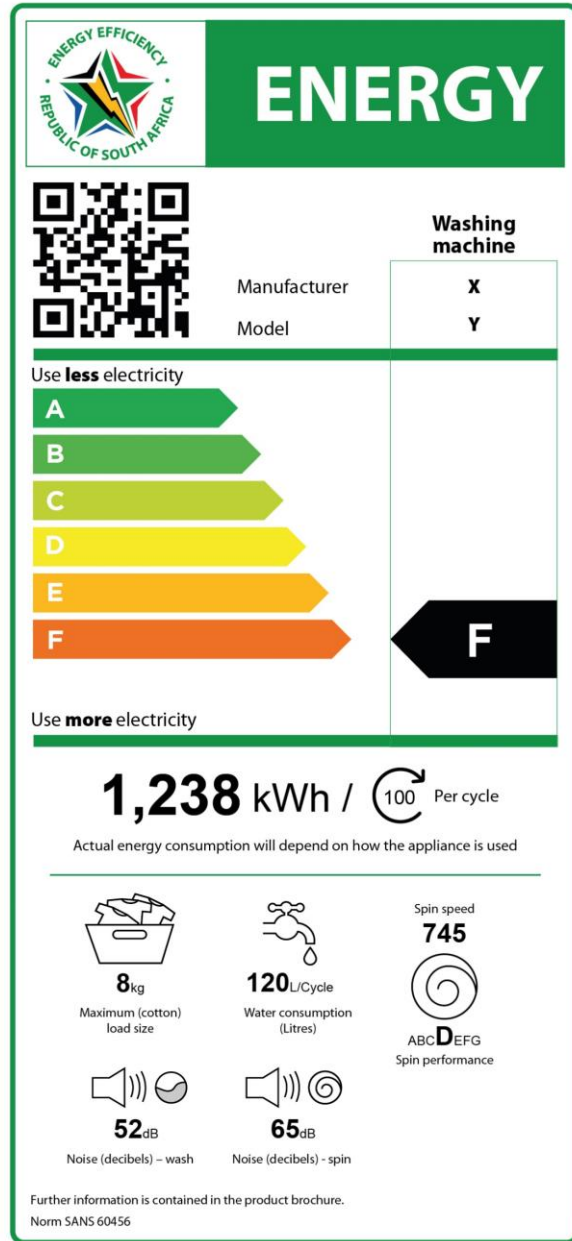 ENERGY EFFICIENCY
REPUBLIC OF SOUTH AFRICA
ENERGY
Washing
machine
Manufacturer X
Model Y
Use less electricity
A
B
C
D
E
F
F
Use more electricity
1,238 kWh / 100 Per cycle
Actual energy consumption will depend on how the appliance is used
8kg
Maximum (cotton)
load size
120L/Cycle
Water consumption
(Litres)
Spin speed
745
ABCDEFG
Spin performance
52dB
Noise (decibels) – wash
65dB
Noise (decibels) - spin
Further information is contained in the product brochure.
Norm SANS 60456